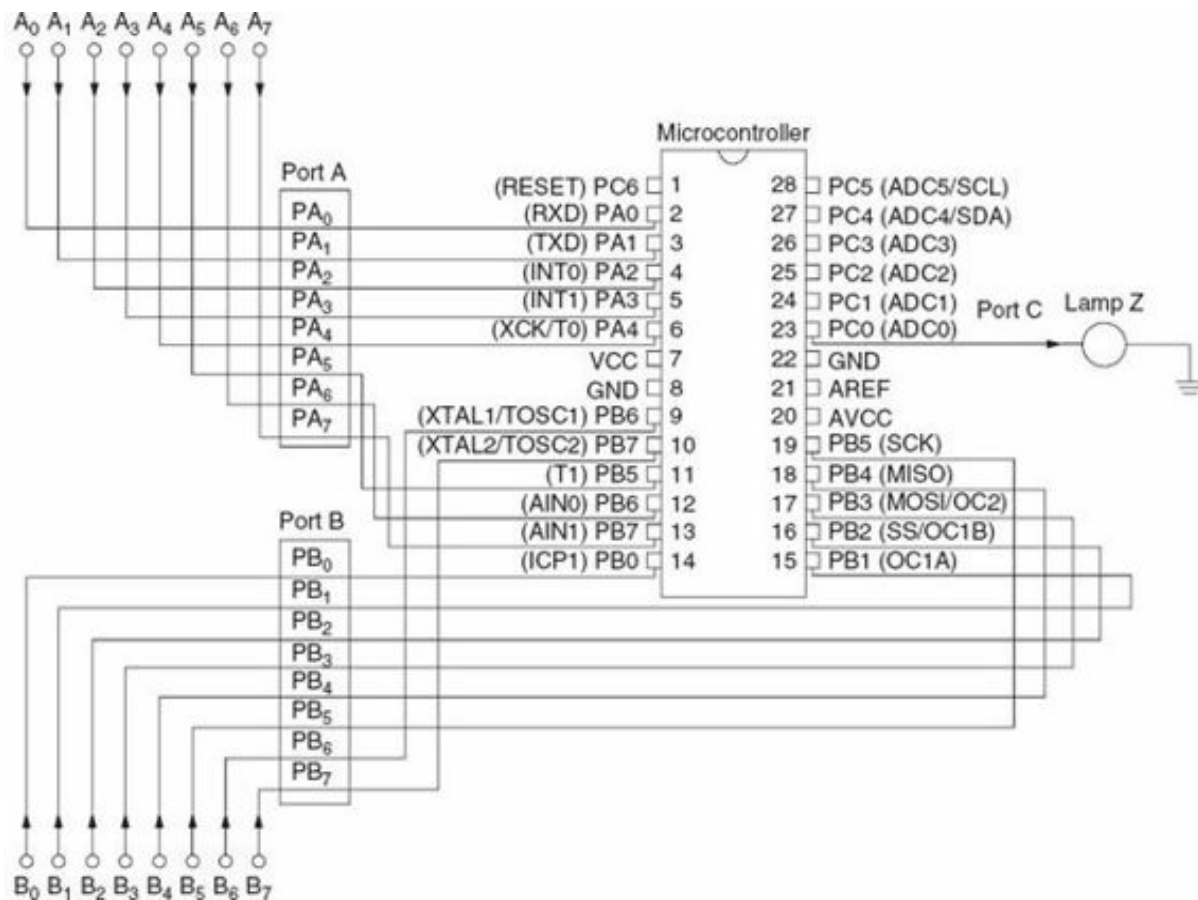 A₀ A₁ A₂ A₃ A₄ A₅ A₆ A₇
Microcontroller
Port A
PA₀
PA₁
PA₂
PA₃
PA₄
PA₅
PA₆
PA₇
(RESET) PC6 1 28 PC5 (ADC5/SCL)
(RXD) PA0 2 27 PC4 (ADC4/SDA)
(TXD) PA1 3 26 PC3 (ADC3)
(INT0) PA2 4 25 PC2 (ADC2)
(INT1) PA3 5 24 PC1 (ADC1)
(XCK/T0) PA4 6 23 PC0 (ADC0)
VCC 7 22 GND
GND 8 21 AREF
(XTAL1/TOSC1) PB6 9 20 AVCC
(XTAL2/TOSC2) PB7 10 19 PB5 (SCK)
(T1) PB5 11 18 PB4 (MISO)
(AIN0) PB6 12 17 PB3 (MOSI/OC2)
(AIN1) PB7 13 16 PB2 (SS/OC1B)
(ICP1) PB0 14 15 PB1 (OC1A)
Port C Lamp Z
Port B
PB₀
PB₁
PB₂
PB₃
PB₄
PB₅
PB₆
PB₇
B₀ B₁ B₂ B₃ B₄ B₅ B₆ B₇